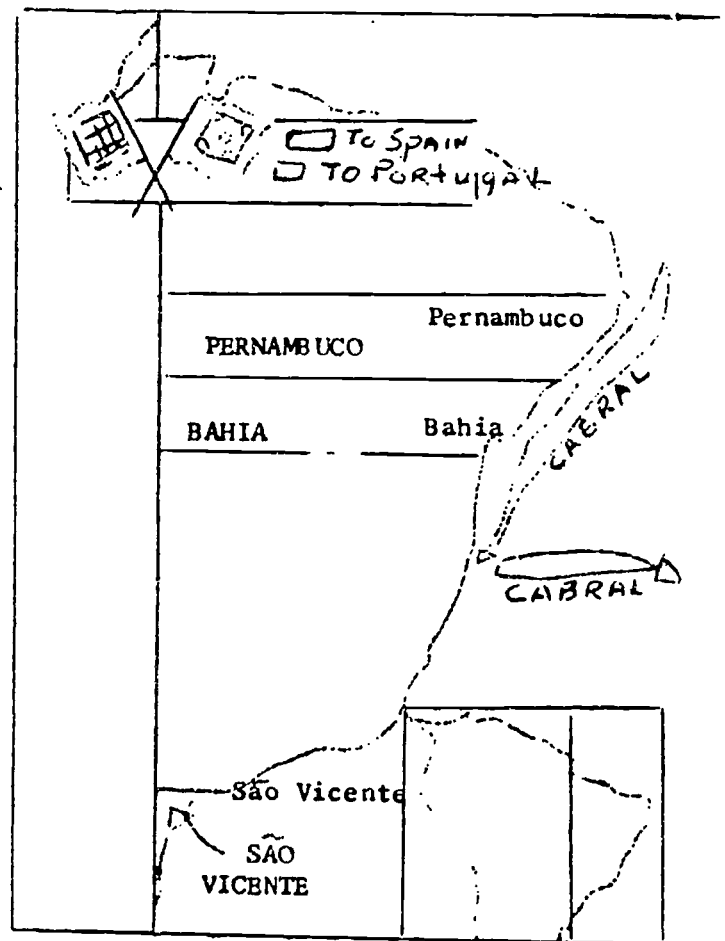 TO SPAIN
TO PORTUGAL
Pernambuco
PERNAMBUCO
CABRAL
BAHIA
Bahia
CABRAL
São Vicente
SÃO
VICENTE